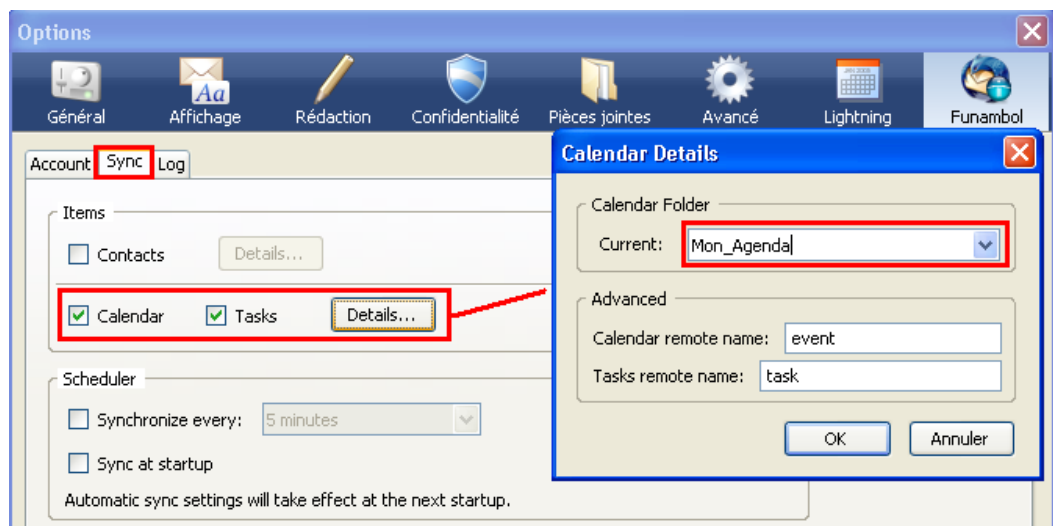 Options
Aa
Général Affichage Rédaction Confidentialité Pièces jointes Avancé Lightning Funambol
Account Sync Log
Items
Contacts Details...
Calendar Tasks Details...
Scheduler
Synchronize every: 5 minutes
Sync at startup
Automatic sync settings will take effect at the next startup.
Calendar Details
Calendar Folder
Current: Mon_Agenda
Advanced
Calendar remote name: event
Tasks remote name: task
OK Annuler